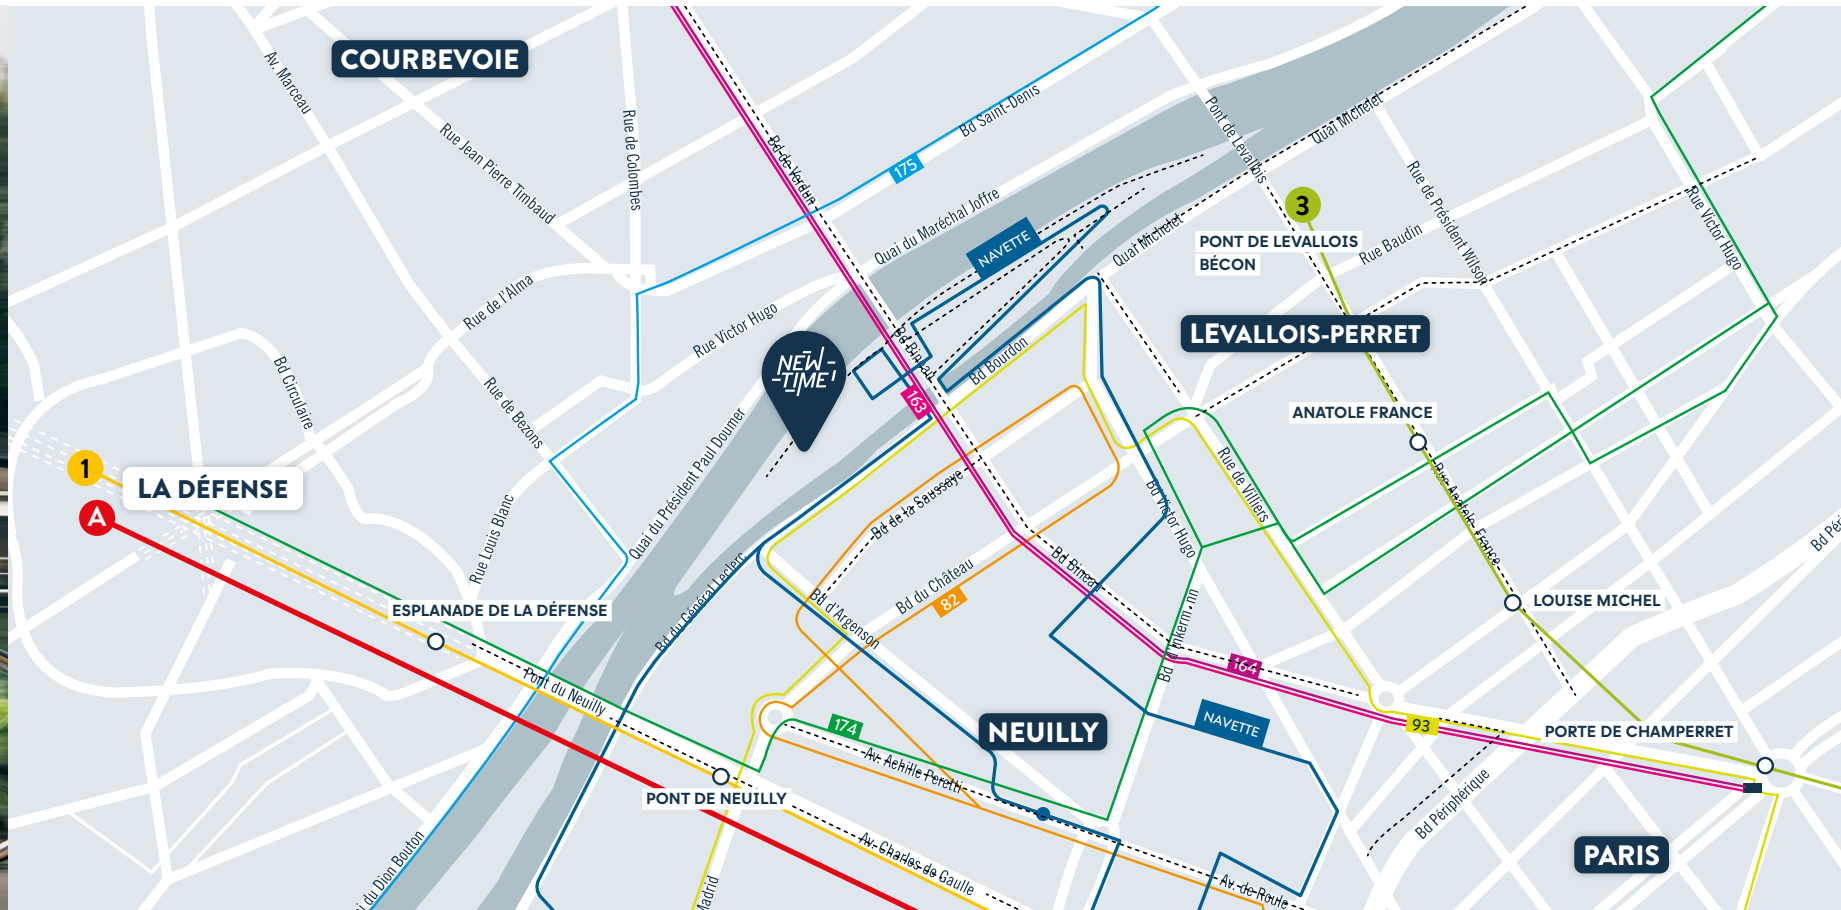 COURBEVOIE
Av. Marceau
Rue Jean Pierre Timbaud
Rue de Colombes
Bd de Verdun
Bd Saint-Denis
175
Quai du Maréchal Joffre
NAVETTE
Pont de Levallois
Quai Michelet
Quai Michelet
3
PONT DE LEVALLOIS
BÉCON
Rue Baudin
Rue de Président Wilson
Rue Victor Hugo
Rue de l'Alma
Rue Victor Hugo
Bd Circulaire
Rue de Bezons
NEW-
-TIME'
Bd Bineau
163
Bd Bourdon
LEVALLOIS-PERRET
ANATOLE FRANCE
1
LA DÉFENSE
A
Rue Louis Blanc
Quai du Président Paul Doumer
Bd de la Saussaye
Bd Victor Hugo
Rue de Villiers
Rue Anatole France
ESPLANADE DE LA DÉFENSE
Bd du Général Leclerc
Bd d'Argenson
Bd du Château
82
Bd Bineau
LOUISE MICHEL
Bd Péri
Pont du Neuilly
164
174
NEUILLY
NAVETTE
93
PORTE DE CHAMPERRET
Av. Achille Peretti
PONT DE NEUILLY
Bd Périphérique
Av. Charles de Gaulle
PARIS
i du Dion Bouton
Madrid
Av. de Roule